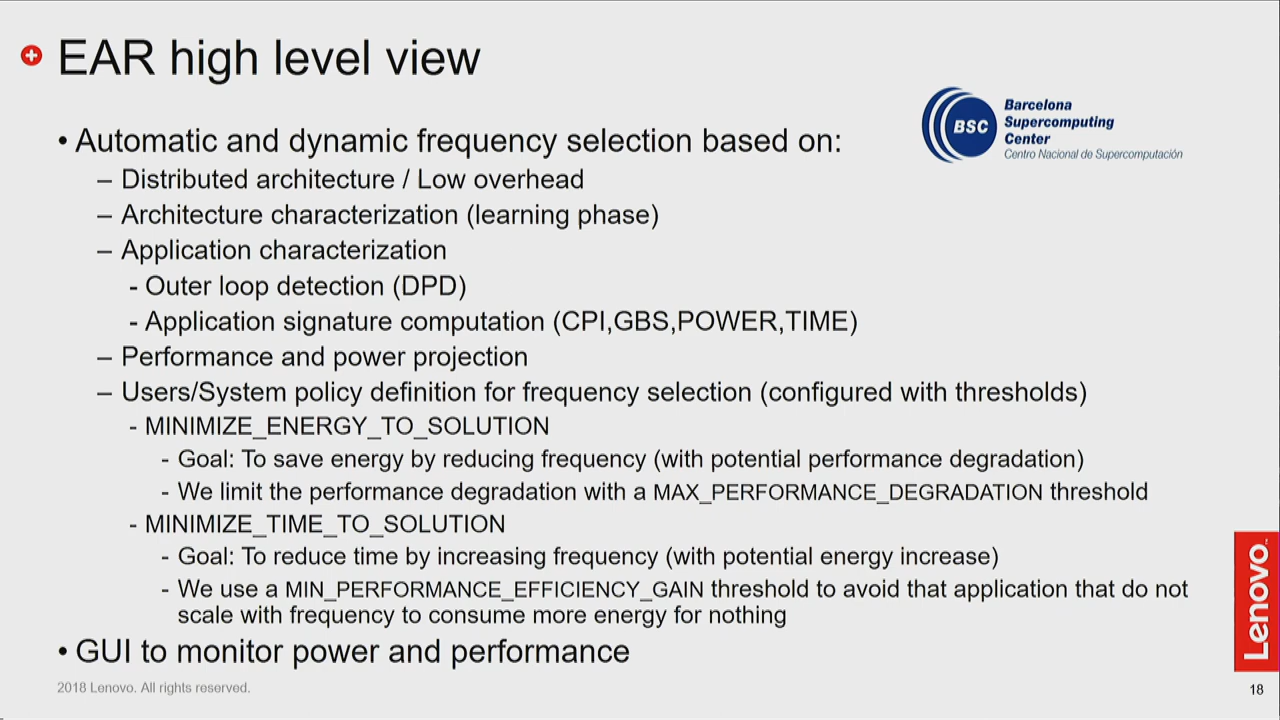 EAR high level view
BSC
Barcelona
Supercomputing
Center
Centro Nacional de Supercomputación
• Automatic and dynamic frequency selection based on:
– Distributed architecture / Low overhead
– Architecture characterization (learning phase)
– Application characterization
- Outer loop detection (DPD)
- Application signature computation (CPI,GBS,POWER,TIME)
– Performance and power projection
– Users/System policy definition for frequency selection (configured with thresholds)
- MINIMIZE_ENERGY_TO_SOLUTION
- Goal: To save energy by reducing frequency (with potential performance degradation)
- We limit the performance degradation with a MAX_PERFORMANCE_DEGRADATION threshold
- MINIMIZE_TIME_TO_SOLUTION
- Goal: To reduce time by increasing frequency (with potential energy increase)
- We use a MIN_PERFORMANCE_EFFICIENCY_GAIN threshold to avoid that application that do not
scale with frequency to consume more energy for nothing
• GUI to monitor power and performance
Lenovo
2018 Lenovo. All rights reserved.
18